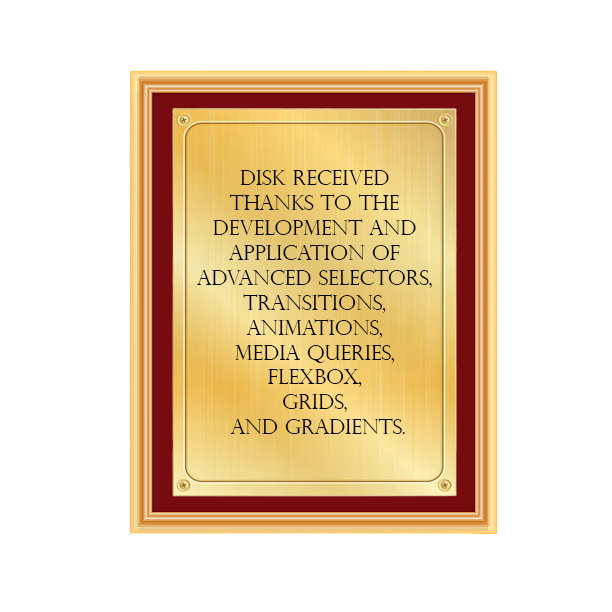 DISK RECEIVED
THANKS TO THE
DEVELOPMENT AND
APPLICATION OF
ADVANCED SELECTORS,
TRANSITIONS,
ANIMATIONS,
MEDIA QUERIES,
FLEXBOX,
GRIDS,
AND GRADIENTS.